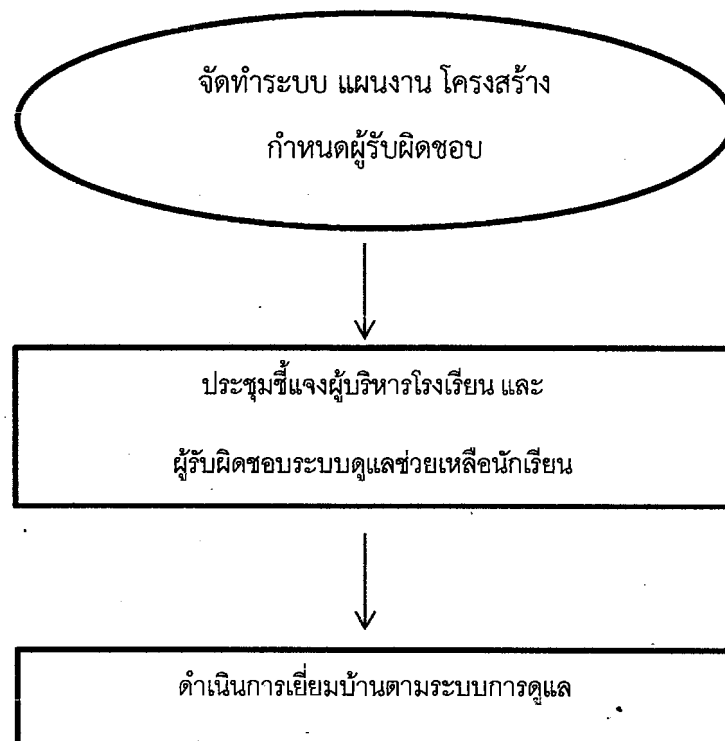 จัดทำระบบ แผนงาน โครงสร้าง
กำหนดผู้รับผิดชอบ
ประชุมชี้แจงผู้บริหารโรงเรียน และ
ผู้รับผิดชอบระบบดูแลช่วยเหลือนักเรียน
ดำเนินการเยี่ยมบ้านตามระบบการดูแล